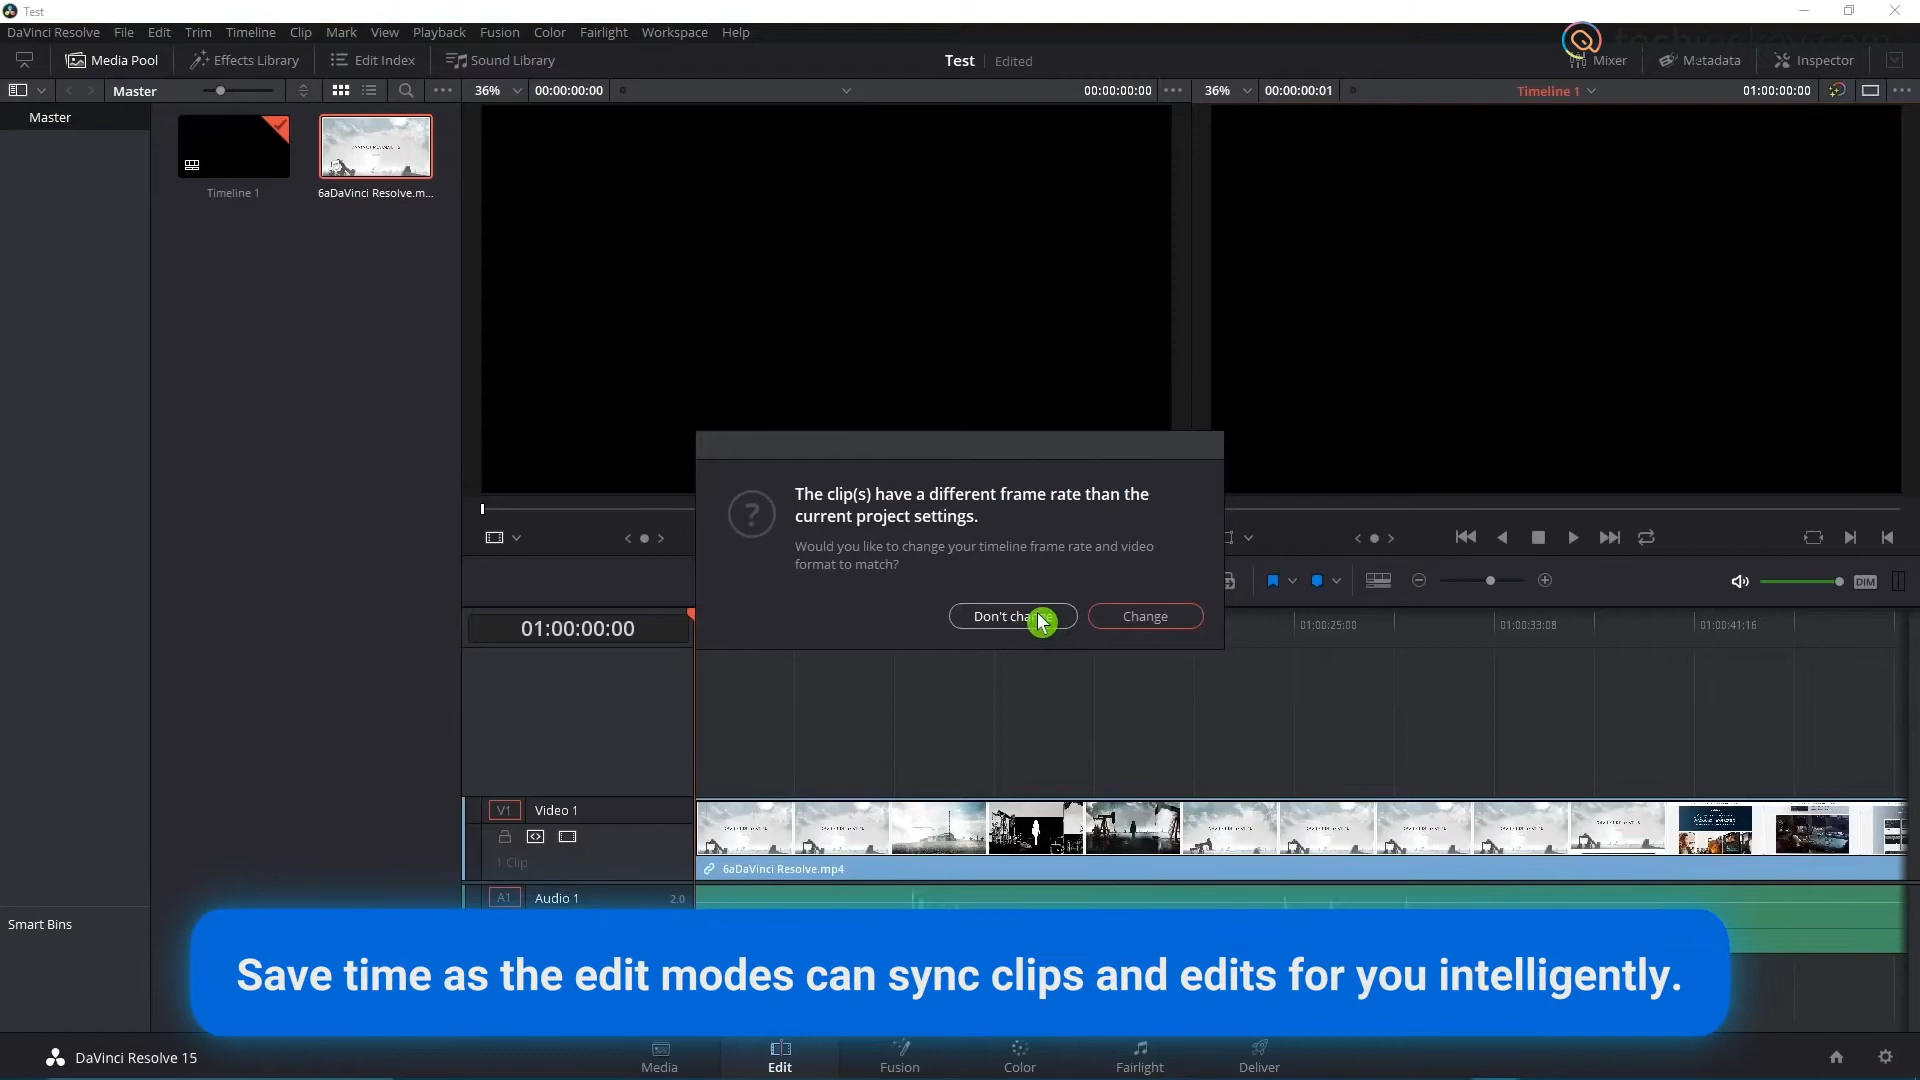 Test
DaVinci Resolve File Edit Trim Timeline Clip Mark View Playback Fusion Color Fairlight Workspace Help
Media Pool Effects Library Edit Index Sound Library Test Edited Mixer Metadata Inspector
Master 36% 00:00:00:00 00:00:00:00 36% 00:00:00:01 Timeline 1 01:00:00:00
Master
Timeline 1 6aDaVinci Resolve.m...
The clip(s) have a different frame rate than the
current project settings.
Would you like to change your timeline frame rate and video
format to match?
Don't change Change
DIM
01:00:00:00 01:00:25:00 01:00:33:08 01:00:41:16
V1 Video 1
1 Clip
6aDaVinci Resolve.mp4
A1 Audio 1 2.0
Smart Bins
Save time as the edit modes can sync clips and edits for you intelligently.
DaVinci Resolve 15 Media Edit Fusion Color Fairlight Deliver